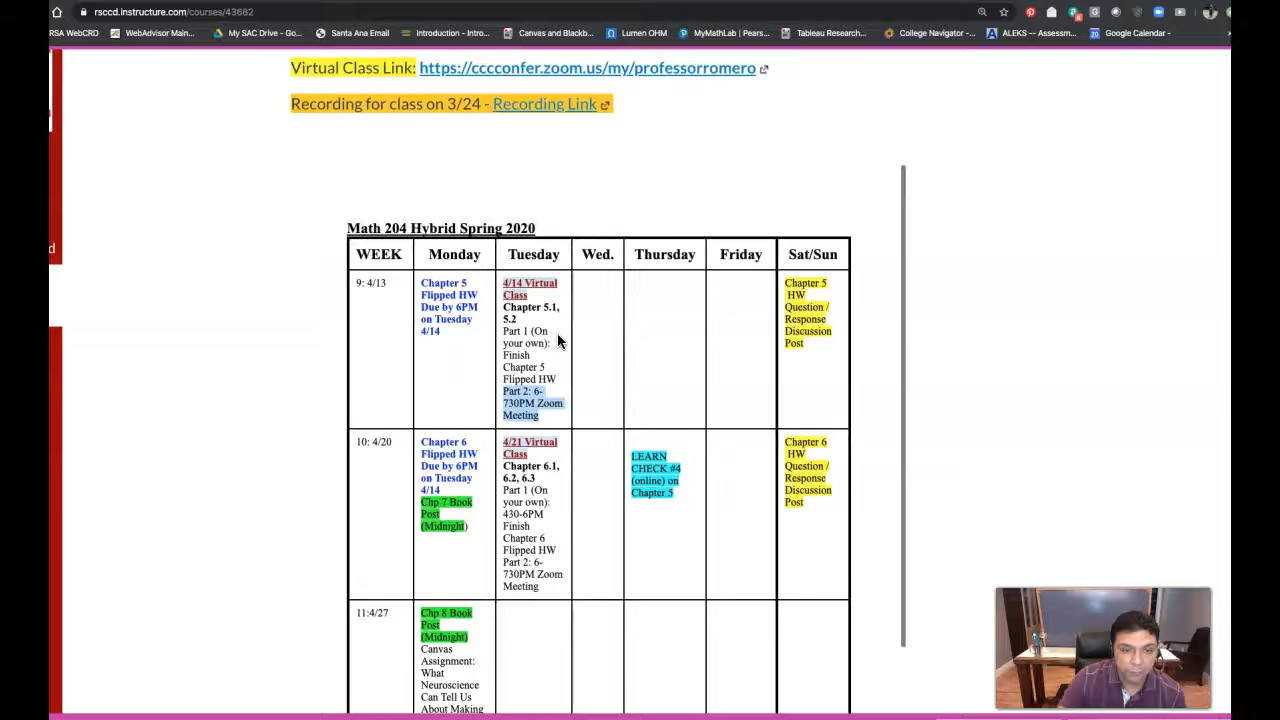 rsccd.instructure.com/courses/43682
RSA WebCRD
WebAdvisor Main...
My SAC Drive - Go...
Santa Ana Email
Introduction - Intro...
Canvas and Blackb...
Lumen OHM
MyMathLab | Pears...
Tableau Research...
College Navigator -...
ALEKS -- Assessm...
Google Calendar -
Virtual Class Link: https://cccconfer.zoom.us/my/professorromero
Recording for class on 3/24 - Recording Link
d
Math 204 Hybrid Spring 2020
WEEK
Monday
Tuesday
Wed.
Thursday
Friday
Sat/Sun
9: 4/13
Chapter 5
Flipped HW
Due by 6PM
on Tuesday
4/14
4/14 Virtual
Class
Chapter 5.1,
5.2
Part 1 (On
your own):
Finish
Chapter 5
Flipped HW
Part 2: 6-
730PM Zoom
Meeting
Chapter 5
HW
Question /
Response
Discussion
Post
10: 4/20
Chapter 6
Flipped HW
Due by 6PM
on Tuesday
4/14
Chp 7 Book
Post
(Midnight)
4/21 Virtual
Class
Chapter 6.1,
6.2, 6.3
Part 1 (On
your own):
430-6PM
Finish
Chapter 6
Flipped HW
Part 2: 6-
730PM Zoom
Meeting
LEARN
CHECK #4
(online) on
Chapter 5
Chapter 6
HW
Question /
Response
Discussion
Post
11:4/27
Chp 8 Book
Post
(Midnight)
Canvas
Assignment:
What
Neuroscience
Can Tell Us
About Making